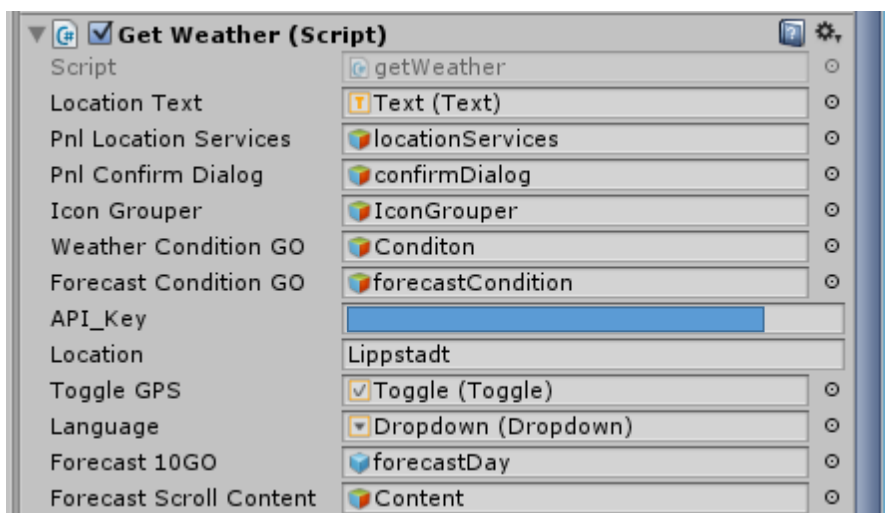 Get Weather (Script)
Script getWeather
Location Text Text (Text)
Pnl Location Services locationServices
Pnl Confirm Dialog confirmDialog
Icon Grouper IconGrouper
Weather Condition GO Conditon
Forecast Condition GO forecastCondition
API_Key
Location Lippstadt
Toggle GPS Toggle (Toggle)
Language Dropdown (Dropdown)
Forecast 10GO forecastDay
Forecast Scroll Content Content